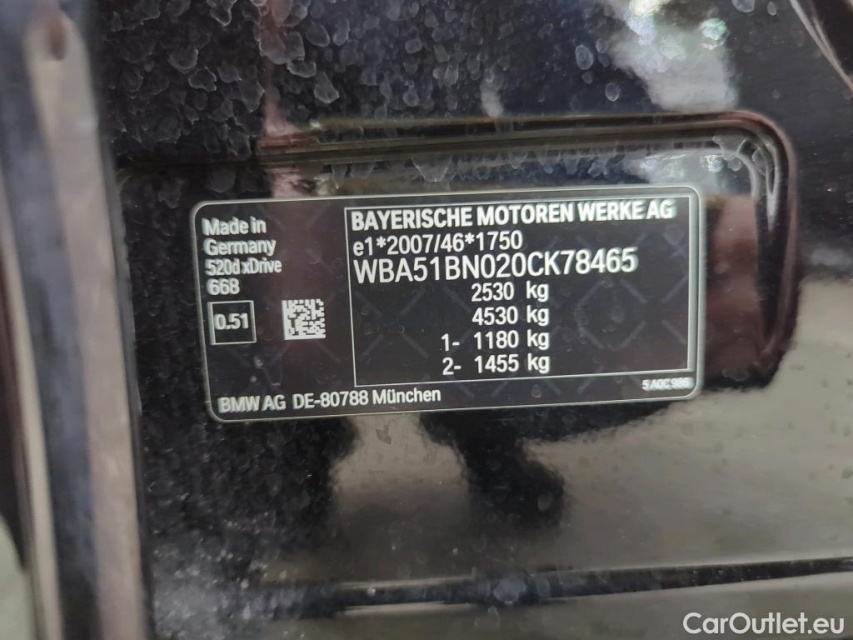 Made in
Germany
520d xDrive
668
0.51
BAYERISCHE MOTOREN WERKE AG
e1*2007/46*1750
WBA51BN020CK78465
2530 kg
4530 kg
1- 1180 kg
2- 1455 kg
BMW AG DE-80788 München
CarOutlet.eu